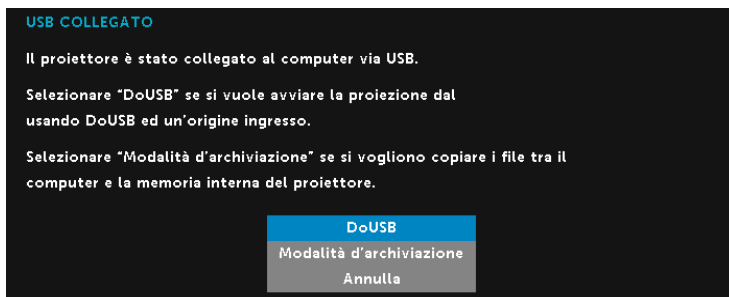 USB COLLEGATO
Il proiettore è stato collegato al computer via USB.
Selezionare “DoUSB” se si vuole avviare la proiezione dal
usando DoUSB ed un’origine ingresso.
Selezionare “Modalità d’archiviazione” se si vogliono copiare i file tra il
computer e la memoria interna del proiettore.
DoUSB
Modalità d’archiviazione
Annulla